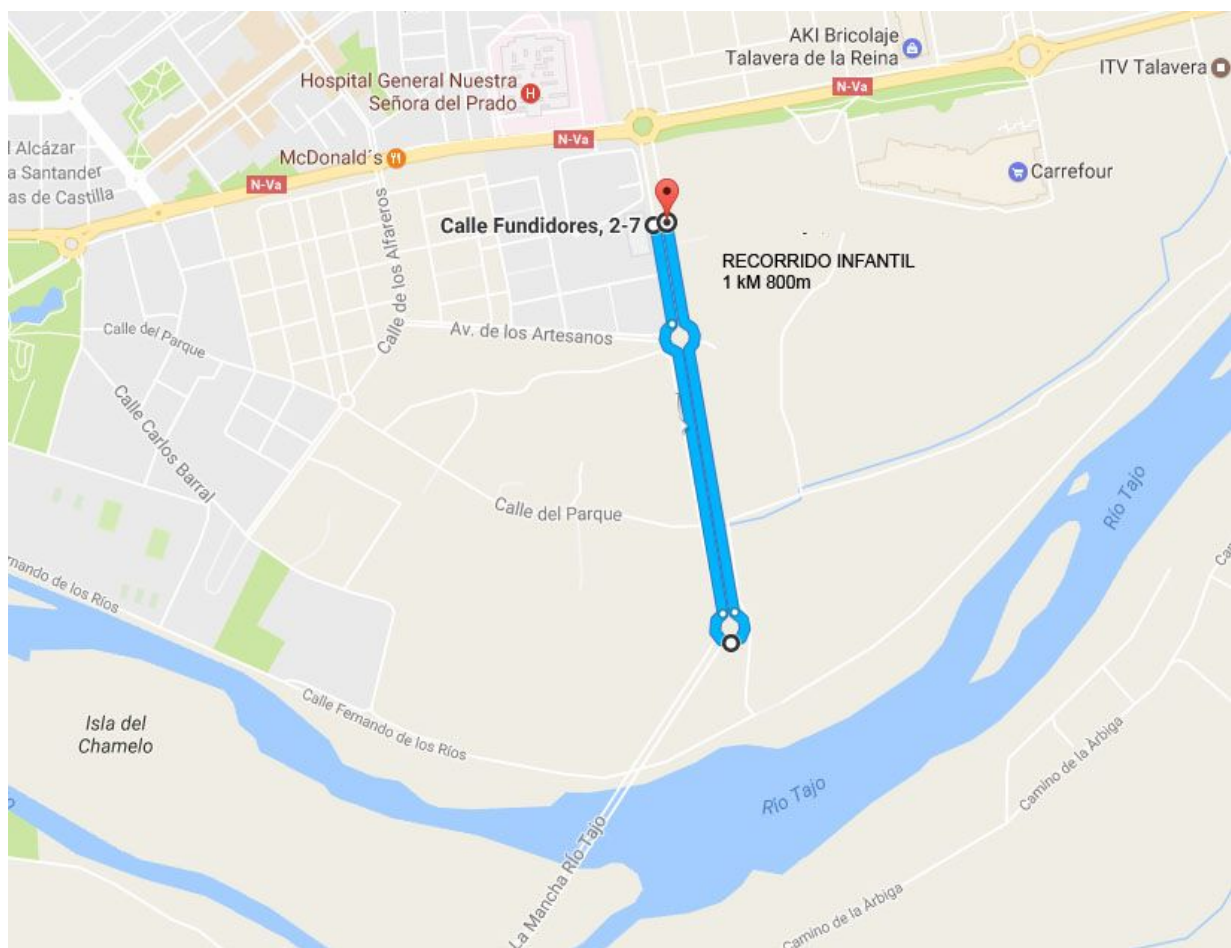 AKI Bricolaje
Talavera de la Reina
ITV Talavera
Hospital General Nuestra
Señora del Prado
H
N-Va
N-Va
N-Va
McDonald's
l Alcázar
a Santander
as de Castilla
Carrefour
Calle Fundidores, 2-7
RECORRIDO INFANTIL
1 kM 800m
Calle de los Alfareros
Av. de los Artesanos
Calle del Parque
Calle Carlos Barral
Calle del Parque
Río Tajo
rnando de los Ríos
Calle Fernando de los Ríos
Isla del
Chamelo
Río Tajo
Camino de la Árbiga
La Mancha Río Tajo
Camino de la Árbiga